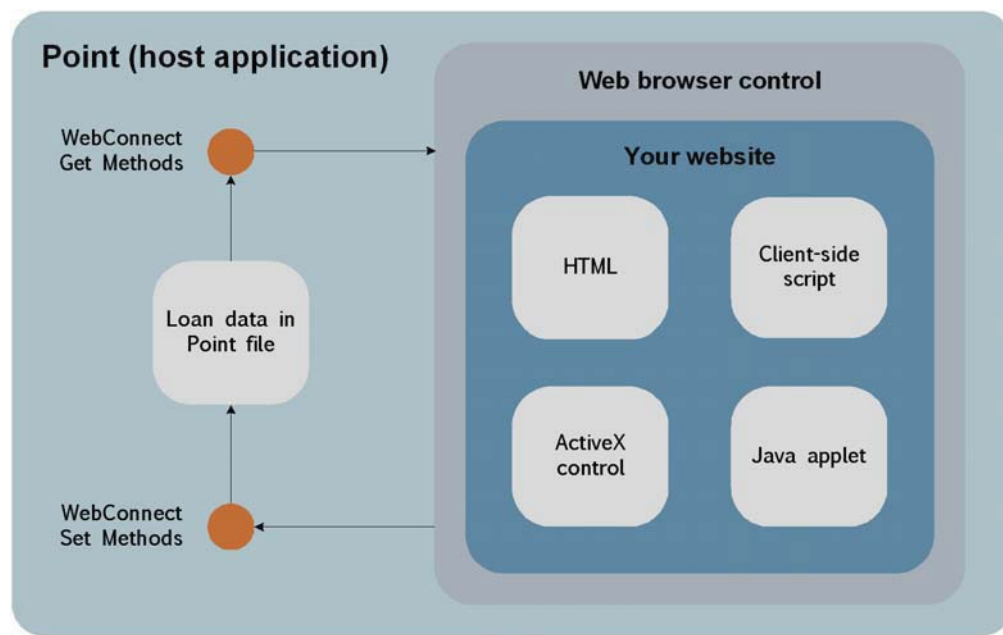 Point (host application)
Web browser control
WebConnect
Get Methods
Your website
HTML
Client-side
script
Loan data in
Point file
ActiveX
control
Java applet
WebConnect
Set Methods